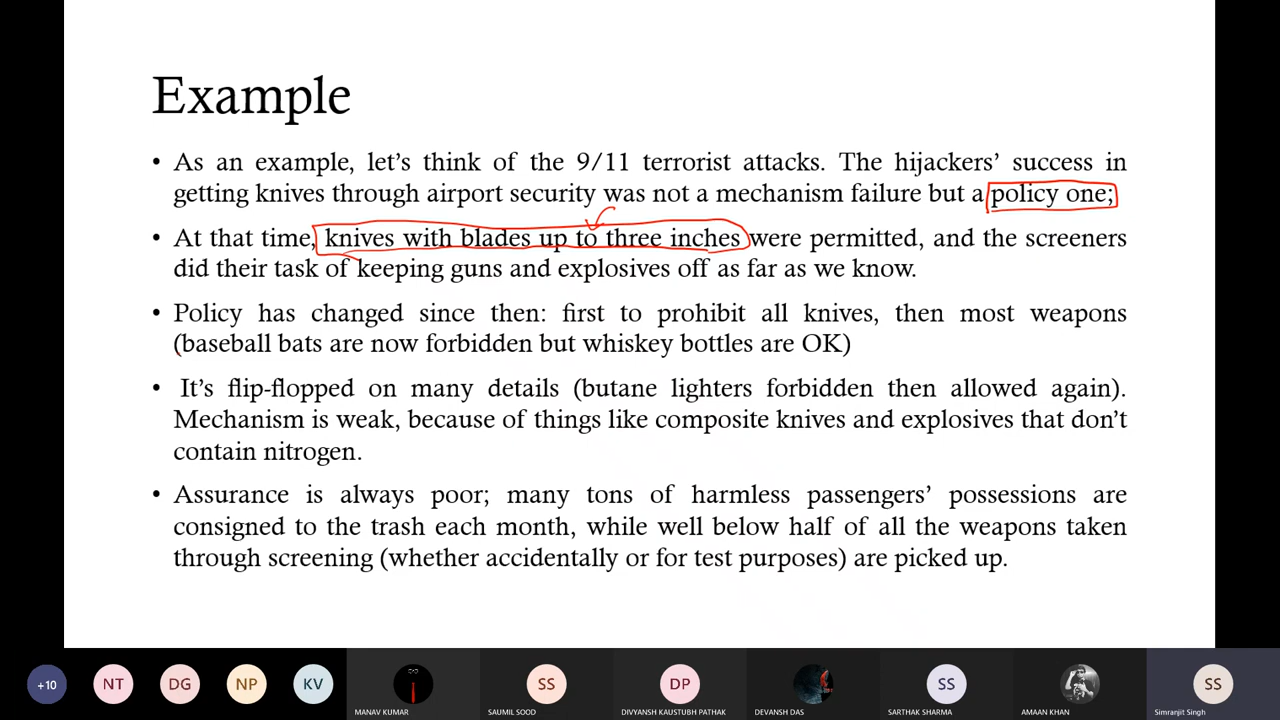 Example
• As an example, let’s think of the 9/11 terrorist attacks. The hijackers’ success in
getting knives through airport security was not a mechanism failure but a policy one;
• At that time, knives with blades up to three inches were permitted, and the screeners
did their task of keeping guns and explosives off as far as we know.
• Policy has changed since then: first to prohibit all knives, then most weapons
(baseball bats are now forbidden but whiskey bottles are OK)
• It’s flip-flopped on many details (butane lighters forbidden then allowed again).
Mechanism is weak, because of things like composite knives and explosives that don’t
contain nitrogen.
• Assurance is always poor; many tons of harmless passengers’ possessions are
consigned to the trash each month, while well below half of all the weapons taken
through screening (whether accidentally or for test purposes) are picked up.
+10 NT DG NP KV SS DP SS SS
MANAV KUMAR SAUMIL SOOD DIVYANSH KAUSTUBH PATHAK DEVANSH DAS SARTHAK SHARMA AMAAN KHAN Simranjit Singh